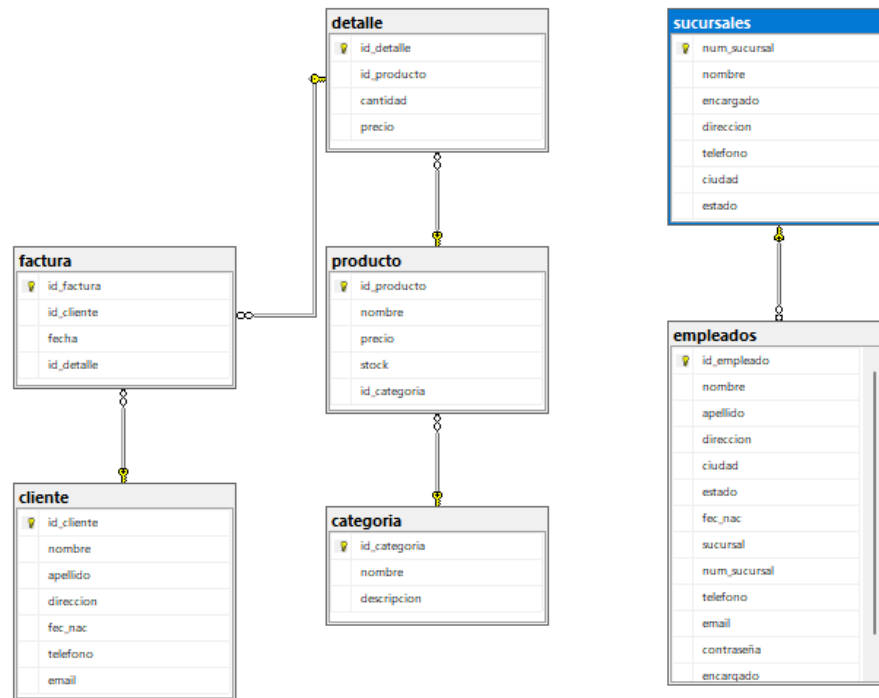 detalle
id_detalle
id_producto
cantidad
precio
sucursales
num_sucursal
nombre
encargado
direccion
telefono
ciudad
estado
factura
id_factura
id_cliente
fecha
id_detalle
producto
id_producto
nombre
precio
stock
id_categoria
empleados
id_empleado
nombre
apellido
direccion
ciudad
estado
fec_nac
sucursal
num_sucursal
telefono
email
contraseña
encargado
cliente
id_cliente
nombre
apellido
direccion
fec_nac
telefono
email
categoria
id_categoria
nombre
descripcion